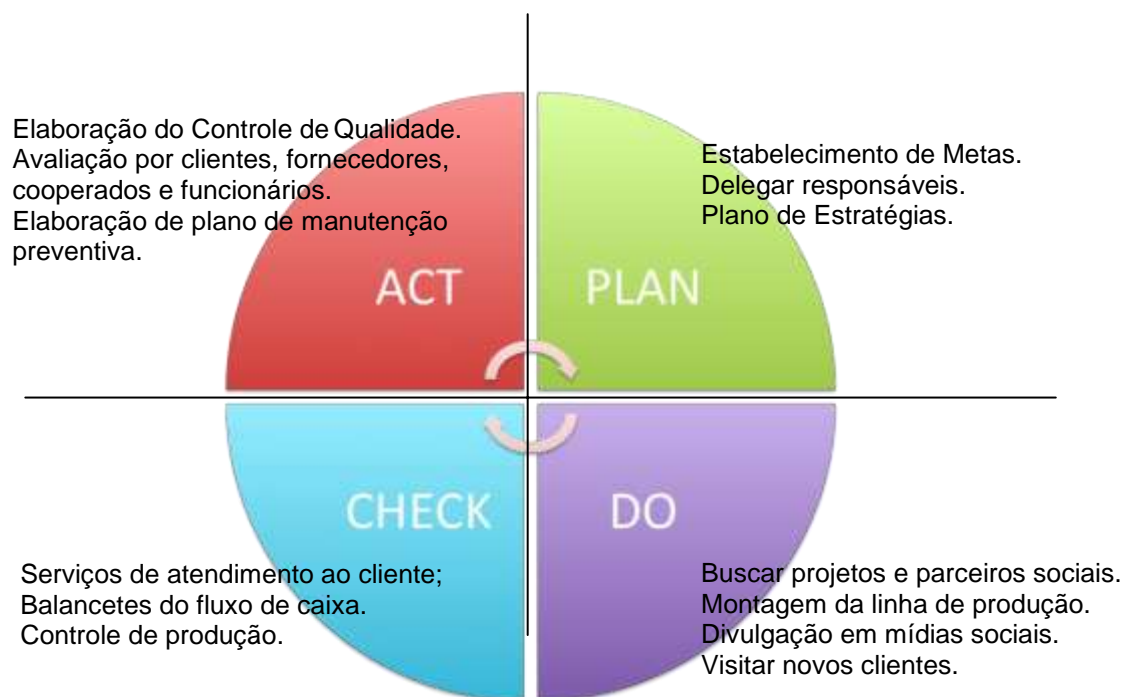 Elaboração do Controle de Qualidade.
Avaliação por clientes, fornecedores,
cooperados e funcionários.
Elaboração de plano de manutenção
preventiva.
ACT
Estabelecimento de Metas.
Delegar responsáveis.
Plano de Estratégias.
PLAN
CHECK
Serviços de atendimento ao cliente;
Balancetes do fluxo de caixa.
Controle de produção.
DO
Buscar projetos e parceiros sociais.
Montagem da linha de produção.
Divulgação em mídias sociais.
Visitar novos clientes.